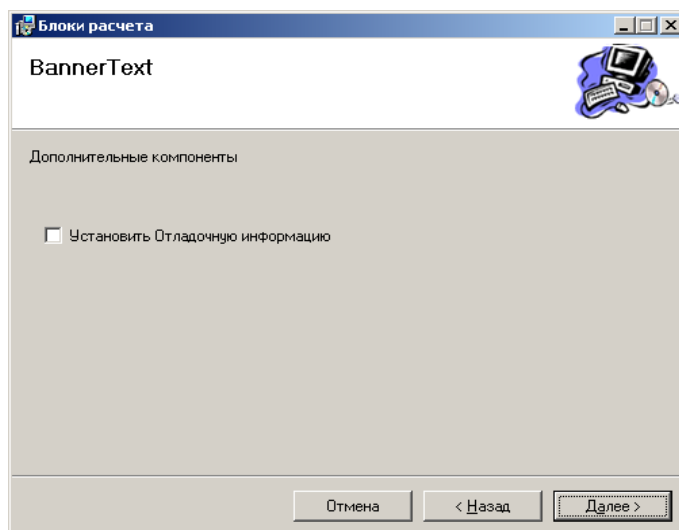 Блоки расчета
BannerText
Дополнительные компоненты
Установить Отладочную информацию
Отмена
< Назад
Далее >